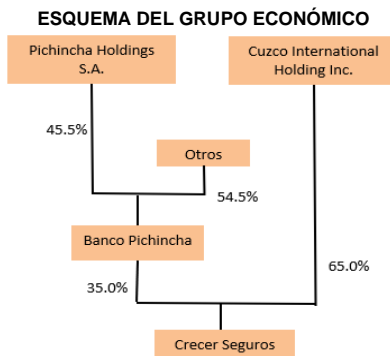 ESQUEMA DEL GRUPO ECONÓMICO
Pichincha Holdings
S.A.
Cuzco International
Holding Inc.
45.5%
Otros
54.5%
Banco Pichincha
35.0%
65.0%
Crecer Seguros